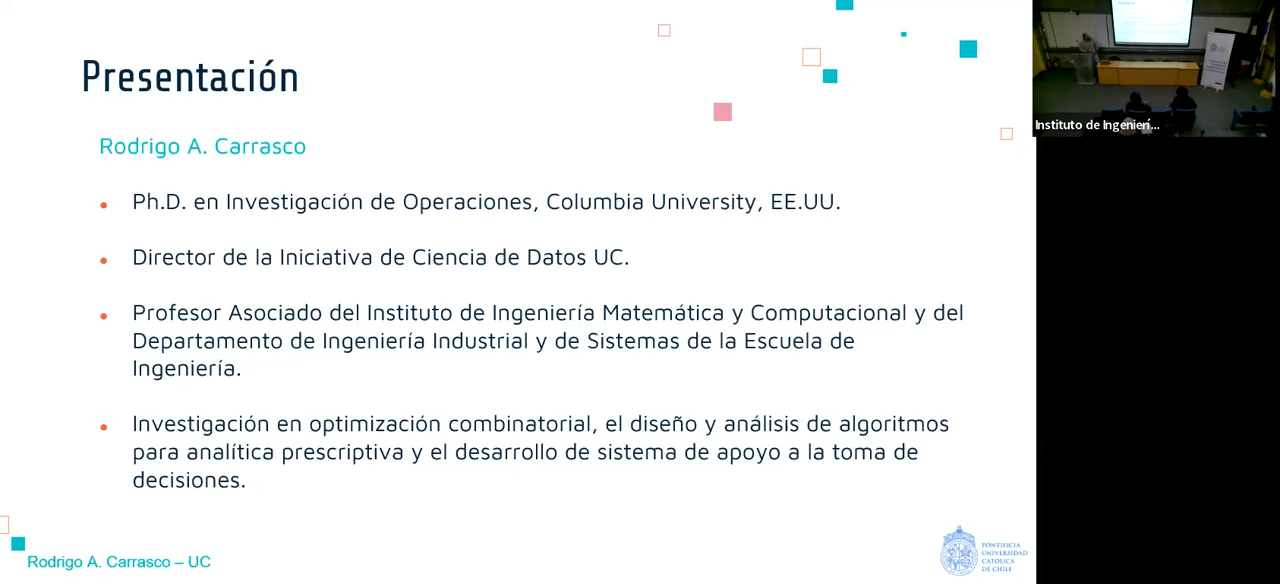 Presentación
Rodrigo A. Carrasco
Ph.D. en Investigación de Operaciones, Columbia University, EE.UU.
Director de la Iniciativa de Ciencia de Datos UC.
Profesor Asociado del Instituto de Ingeniería Matemática y Computacional y del
Departamento de Ingeniería Industrial y de Sistemas de la Escuela de
Ingeniería.
Investigación en optimización combinatorial, el diseño y análisis de algoritmos
para analítica prescriptiva y el desarrollo de sistema de apoyo a la toma de
decisiones.
Rodrigo A. Carrasco – UC
PONTIFICIA
UNIVERSIDAD
CATOLICA
DE CHILE
Instituto de Ingenierí...